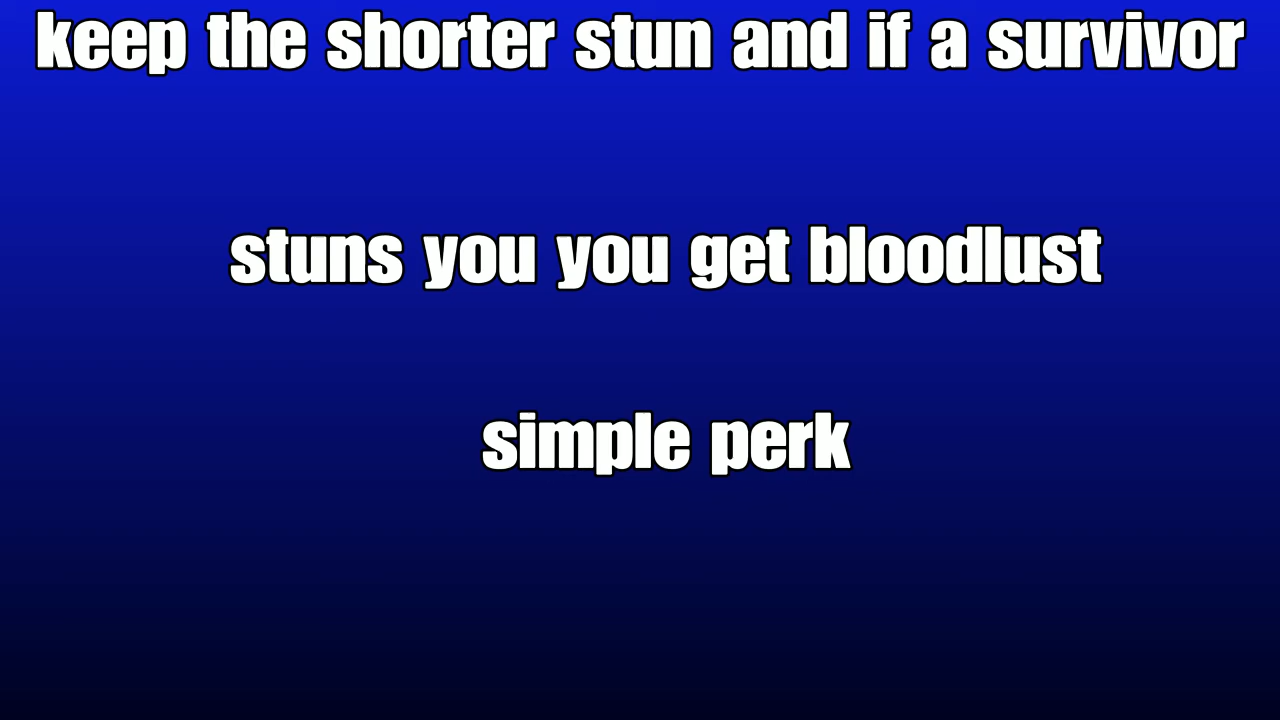 keep the shorter stun and if a survivor
stuns you you get bloodlust
simple perk